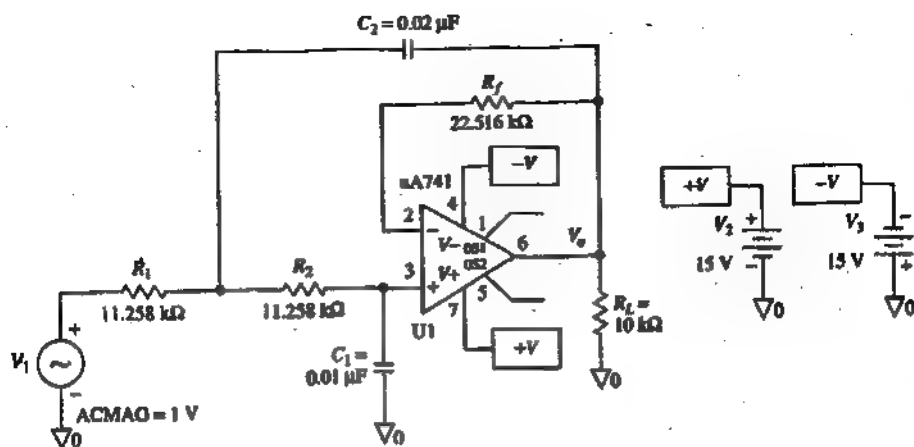 C₂ = 0.02 µF
R_f
22.516 kΩ
−V
uA741
4
2
1
−
V−
OS1
6
V_o
OS2
3
V+
+
5
7
U1
+V
R₁
11.258 kΩ
R₂
11.258 kΩ
C₁ =
0.01 µF
0
R_L =
10 kΩ
0
V₁
+
~
−
ACMAG = 1 V
0
+V
+
V₂
15 V
−
0
−V
−
V₃
15 V
+
0